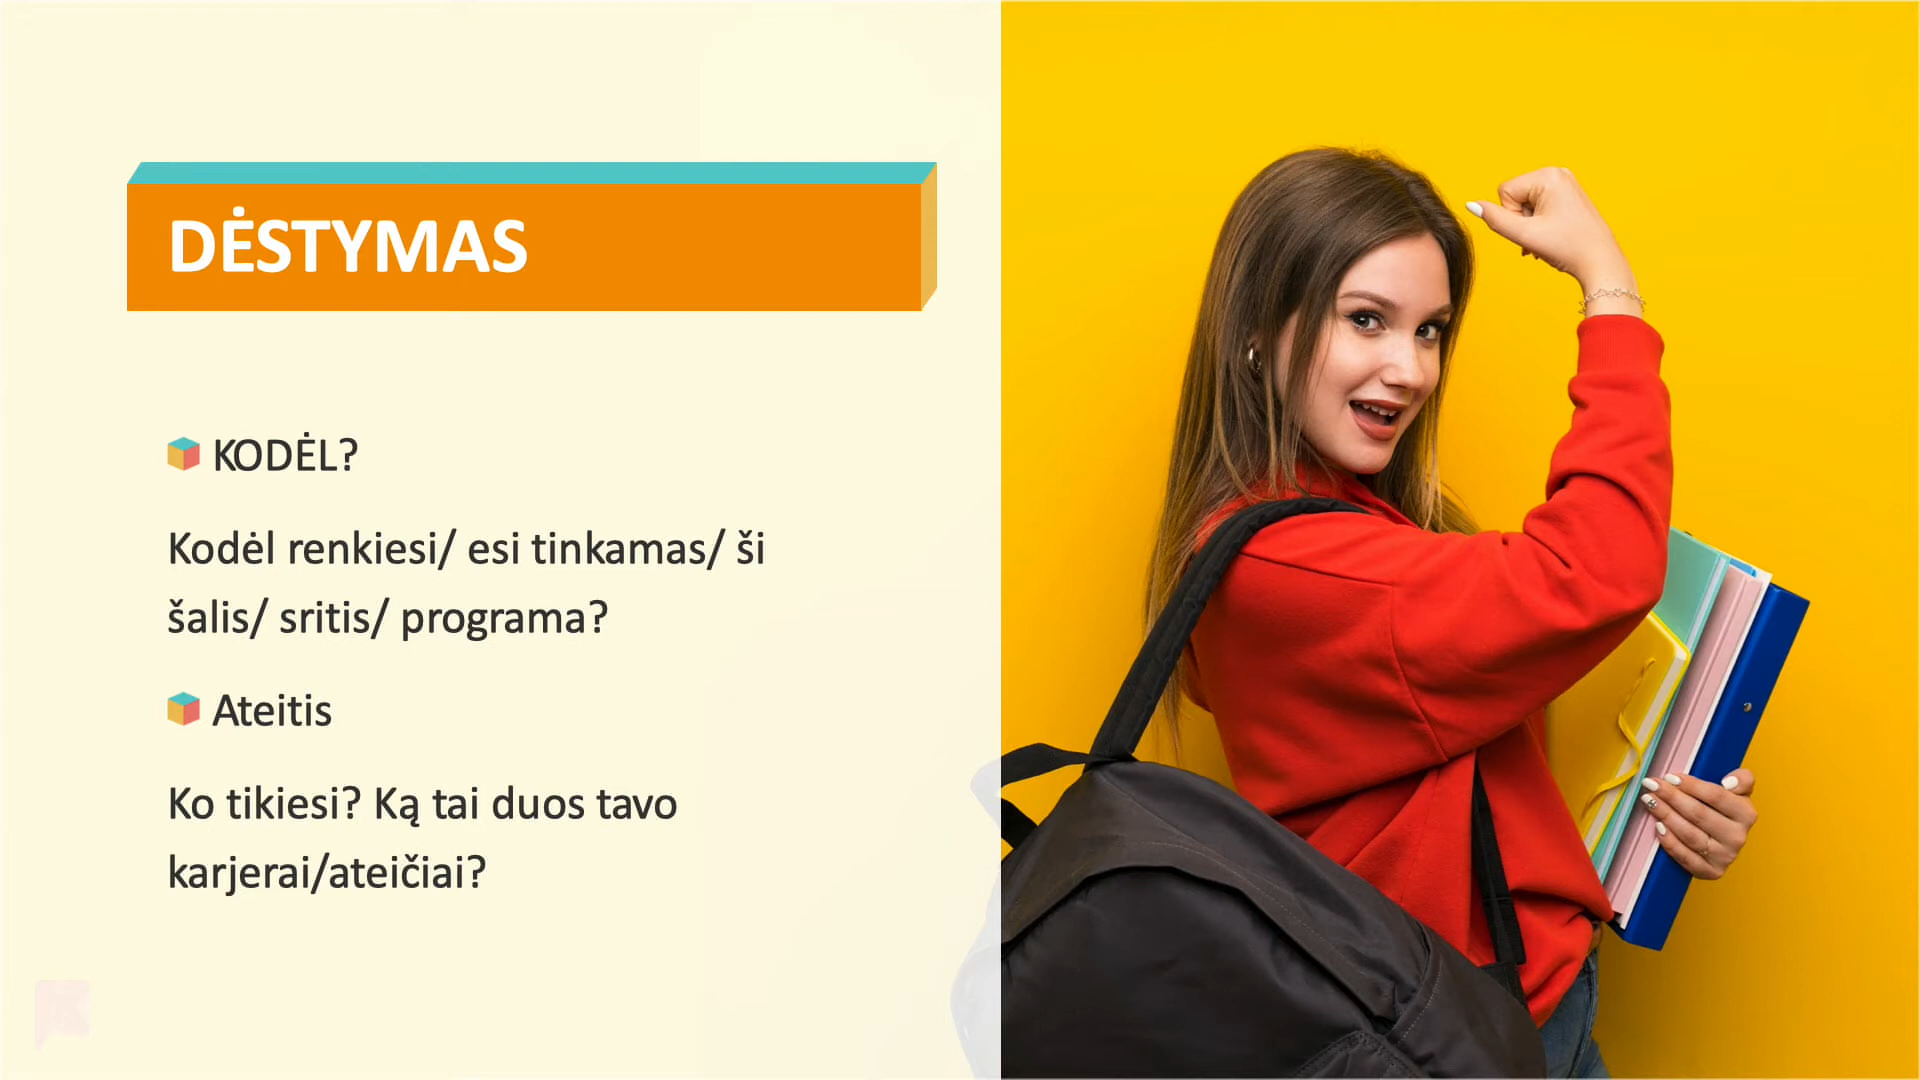 DĖSTYMAS
KODĖL?
Kodėl renkiesi/ esi tinkamas/ ši
šalis/ sritis/ programa?
Ateitis
Ko tikiesi? Ką tai duos tavo
karjerai/ateičiai?